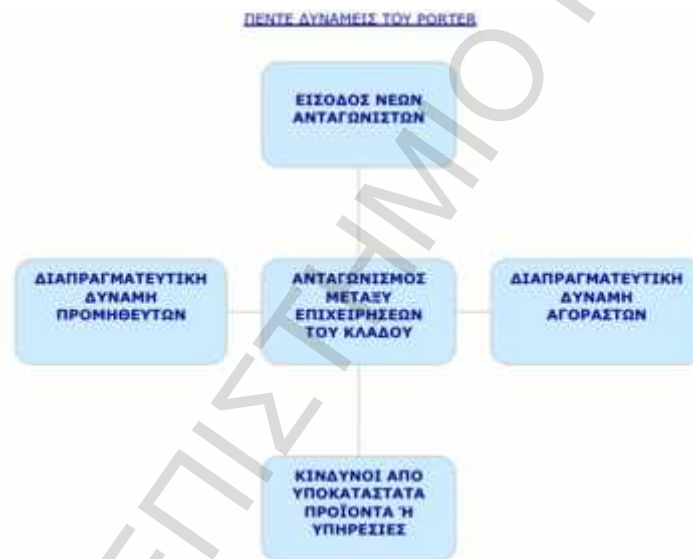 ΠΕΝΤΕ ΔΥΝΑΜΕΙΣ ΤΟΥ PORTER
ΕΙΣΟΔΟΣ ΝΕΩΝ
ΑΝΤΑΓΩΝΙΣΤΩΝ
ΔΙΑΠΡΑΓΜΑΤΕΥΤΙΚΗ
ΔΥΝΑΜΗ
ΠΡΟΜΗΘΕΥΤΩΝ
ΑΝΤΑΓΩΝΙΣΜΟΣ
ΜΕΤΑΞΥ
ΕΠΙΧΕΙΡΗΣΕΩΝ
ΤΟΥ ΚΛΑΔΟΥ
ΔΙΑΠΡΑΓΜΑΤΕΥΤΙΚΗ
ΔΥΝΑΜΗ
ΑΓΟΡΑΣΤΩΝ
ΚΙΝΔΥΝΟΙ ΑΠΟ
ΥΠΟΚΑΤΑΣΤΑΤΑ
ΠΡΟΪΟΝΤΑ Ή
ΥΠΗΡΕΣΙΕΣ